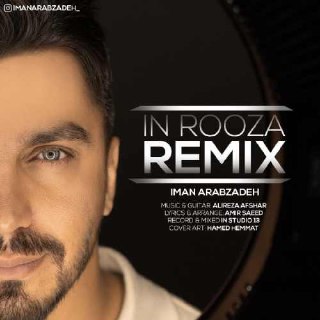 IMANARABZADEH_
IN ROOZA
REMIX
IMAN ARABZADEH
MUSIC & GUITAR: ALIREZA AFSHAR
LYRICS & ARRANGE: AMIR SAEED
RECORD & MIXED IN STUDIO 13
COVER ART: HAMED HEMMAT